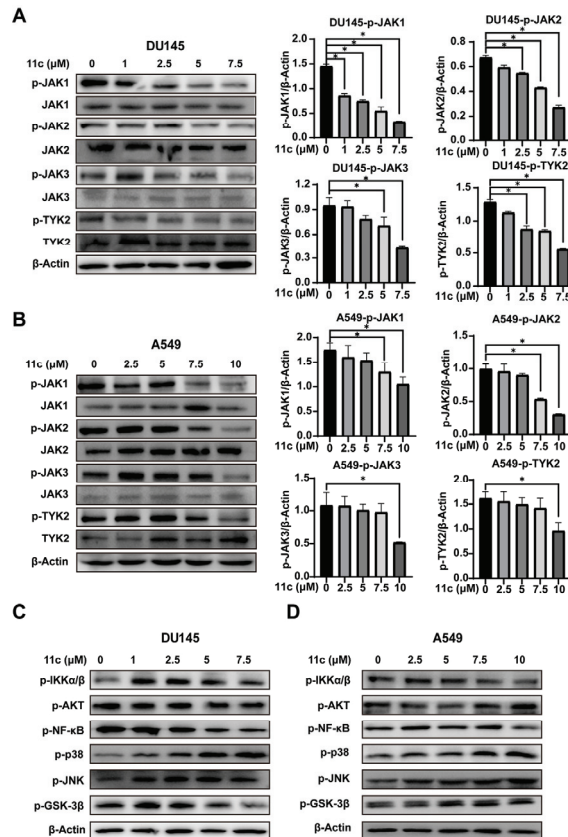 A
DU145
11c (μM)
0 1 2.5 5 7.5
p-JAK1
JAK1
p-JAK2
JAK2
p-JAK3
JAK3
p-TYK2
TYK2
β-Actin
DU145-p-JAK1
p-JAK1/β-Actin
1.5
1.0
0.5
0.0
* * * *
11c (μM) 0 1 2.5 5 7.5
DU145-p-JAK2
p-JAK2/β-Actin
0.8
0.6
0.4
0.2
0.0
* * *
11c (μM) 0 1 2.5 5 7.5
DU145-p-JAK3
p-JAK3/β-Actin
1.5
1.0
0.5
0.0
* *
11c (μM) 0 1 2.5 5 7.5
DU145-p-TYK2
p-TYK2/β-Actin
1.5
1.0
0.5
0.0
* * *
11c (μM) 0 1 2.5 5 7.5
B
A549
11c (μM)
0 2.5 5 7.5 10
p-JAK1
JAK1
p-JAK2
JAK2
p-JAK3
JAK3
p-TYK2
TYK2
β-Actin
A549-p-JAK1
p-JAK1/β-Actin
2.0
1.5
1.0
0.5
0.0
* *
11c (μM) 0 2.5 5 7.5 10
A549-p-JAK2
p-JAK2/β-Actin
1.5
1.0
0.5
0.0
* *
11c (μM) 0 2.5 5 7.5 10
A549-p-JAK3
p-JAK3/β-Actin
1.5
1.0
0.5
0.0
*
11c (μM) 0 2.5 5 7.5 10
A549-p-TYK2
p-TYK2/β-Actin
2.0
1.5
1.0
0.5
0.0
*
11c (μM) 0 2.5 5 7.5 10
C
DU145
11c (μM) 0 1 2.5 5 7.5
p-IKKα/β
p-AKT
p-NF-κB
p-p38
p-JNK
p-GSK-3β
β-Actin
D
A549
11c (μM) 0 2.5 5 7.5 10
p-IKKα/β
p-AKT
p-NF-κB
p-p38
p-JNK
p-GSK-3β
β-Actin